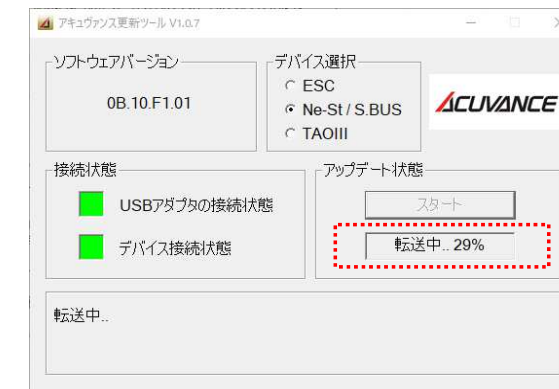 アキュヴァンス更新ツール V1.0.7
ソフトウェアバージョン
0B.10.F1.01
デバイス選択
ESC
Ne-St / S.BUS
TAOIII
ACUVANCE
接続状態
USBアダプタの接続状態
デバイス接続状態
アップデート状態
スタート
転送中.. 29%
転送中..